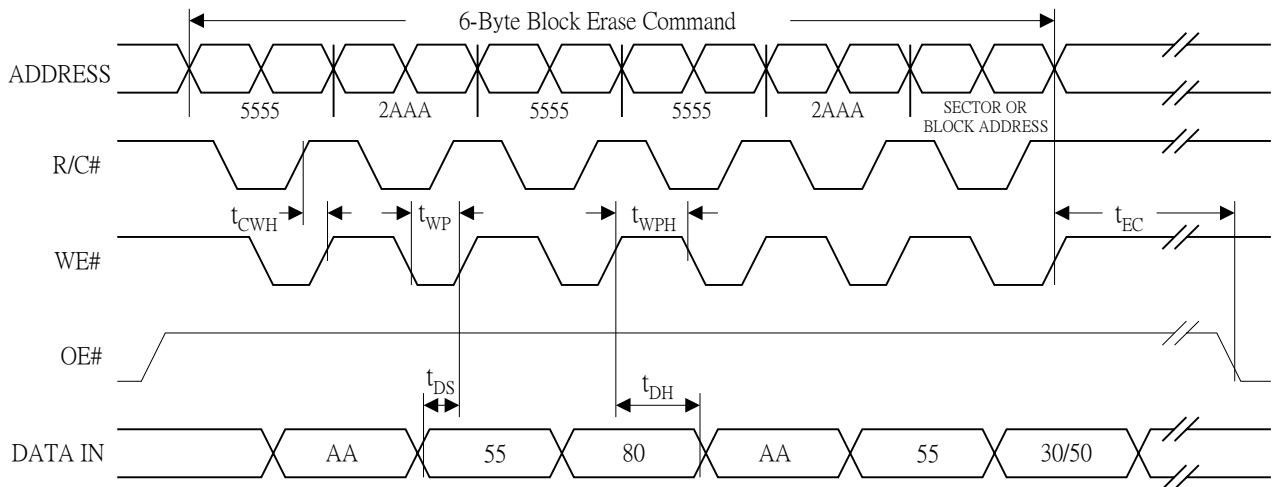 6-Byte Block Erase Command
ADDRESS
5555 2AAA 5555 5555 2AAA SECTOR OR
BLOCK ADDRESS
R/C#
tCWH tWP tWPH tEC
WE#
OE#
tDS tDH
DATA IN AA 55 80 AA 55 30/50